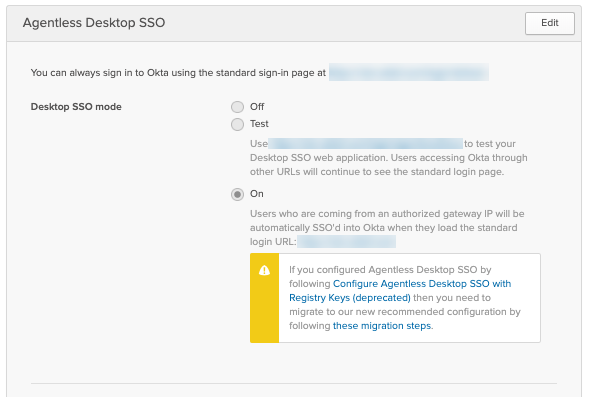 Agentless Desktop SSO
Edit
You can always sign in to Okta using the standard sign-in page at
Desktop SSO mode
Off
Test
Use to test your
Desktop SSO web application. Users accessing Okta through
other URLs will continue to see the standard login page.
On
Users who are coming from an authorized gateway IP will be
automatically SSO'd into Okta when they load the standard
login URL:
If you configured Agentless Desktop SSO by
following Configure Agentless Desktop SSO with
Registry Keys (deprecated) then you need to
migrate to our new recommended configuration by
following these migration steps.